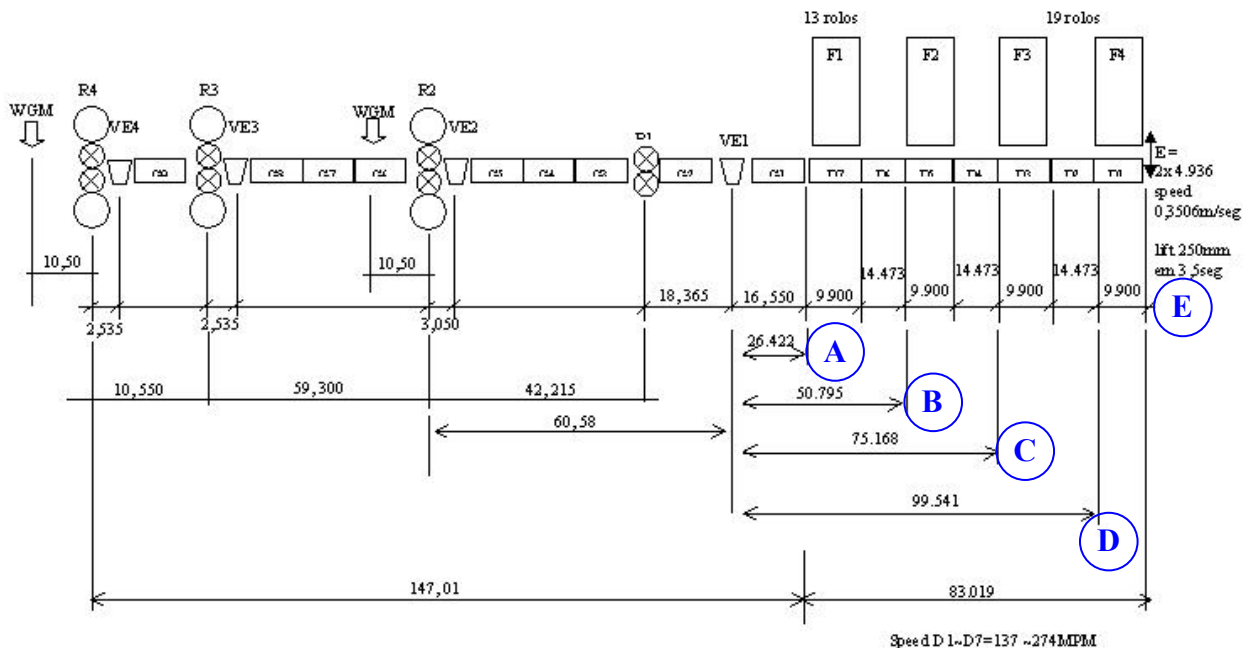 13 rolos 19 rolos
F1 F2 F3 F4
R4 R3 R2
WGM WGM
VE4 VE3 VE2 VE1
E =
2x 4.936
speed
0,3506m/seg
lift 250mm
em 3,5seg
10,50 10,50
14.473 14.473 14.473
18,365 16,550 9.900 9.900 9.900 9.900
E
2,535 2,535 3,050
26.422 A
10,550 59,300 42,215
50.795 B
60,58
75.168 C
99.541
D
147,01 83.019
Speed D1~D7=137 ~274MPM